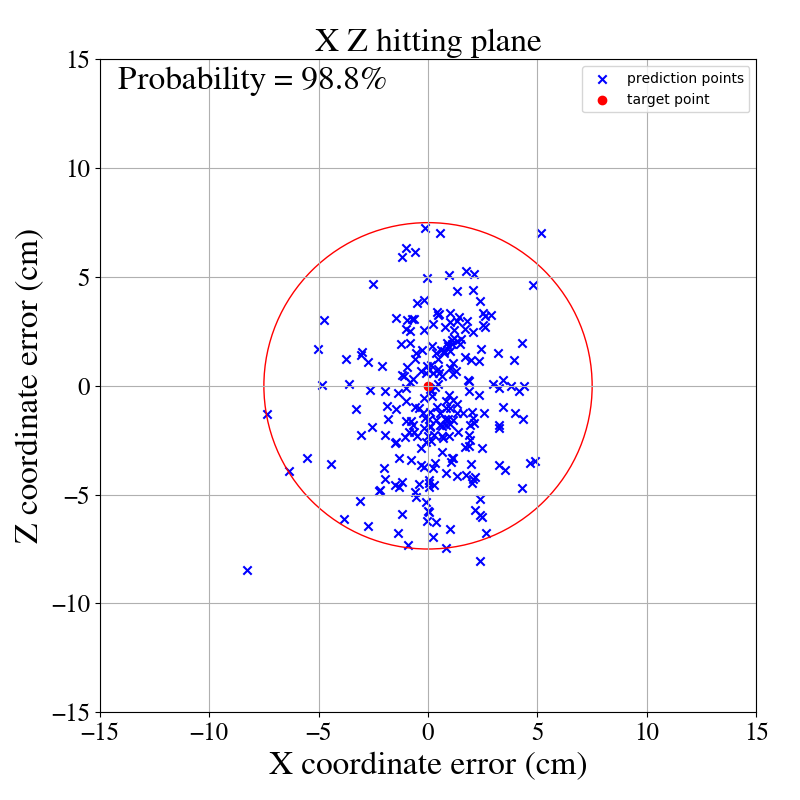 X Z hitting plane
Probability = 98.8%
prediction points
target point
Z coordinate error (cm)
15
10
5
0
−5
−10
−15
−15 −10 −5 0 5 10 15
X coordinate error (cm)